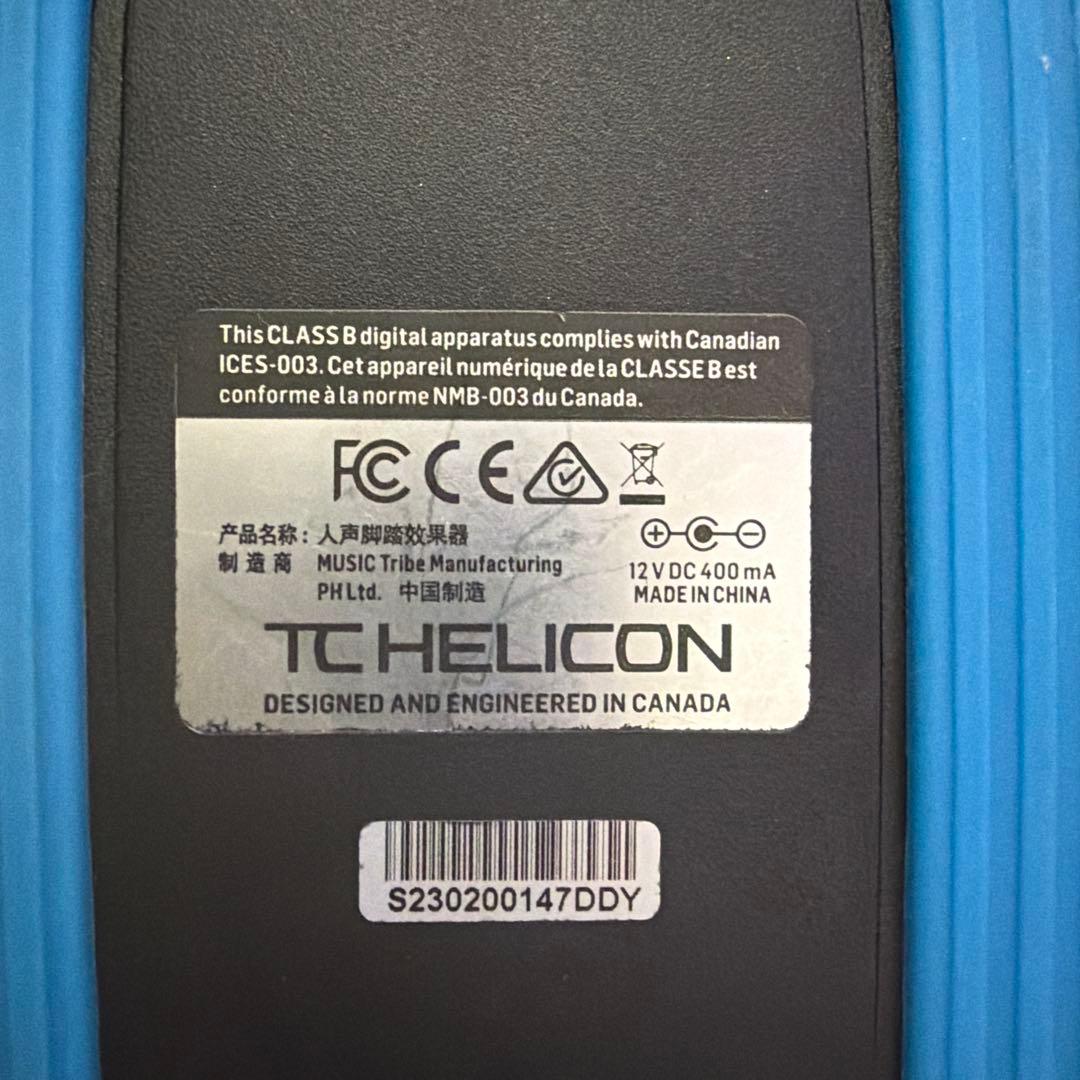 This CLASS B digital apparatus complies with Canadian
ICES-003. Cet appareil numérique de la CLASSE B est
conforme à la norme NMB-003 du Canada.
FC CE
产品名称：人声脚踏效果器
制造商 MUSIC Tribe Manufacturing
PH Ltd. 中国制造
12 V DC 400 mA
MADE IN CHINA
TC HELICON
DESIGNED AND ENGINEERED IN CANADA
S230200147DDY